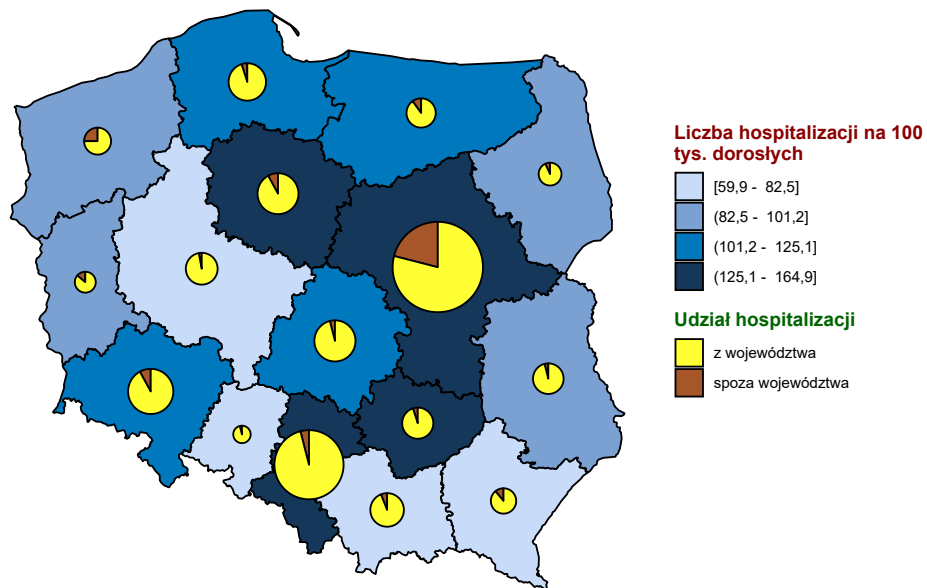 Liczba hospitalizacji na 100
tys. dorosłych
[59,9 - 82,5]
(82,5 - 101,2]
(101,2 - 125,1]
(125,1 - 164,9]
Udział hospitalizacji
z województwa
spoza województwa